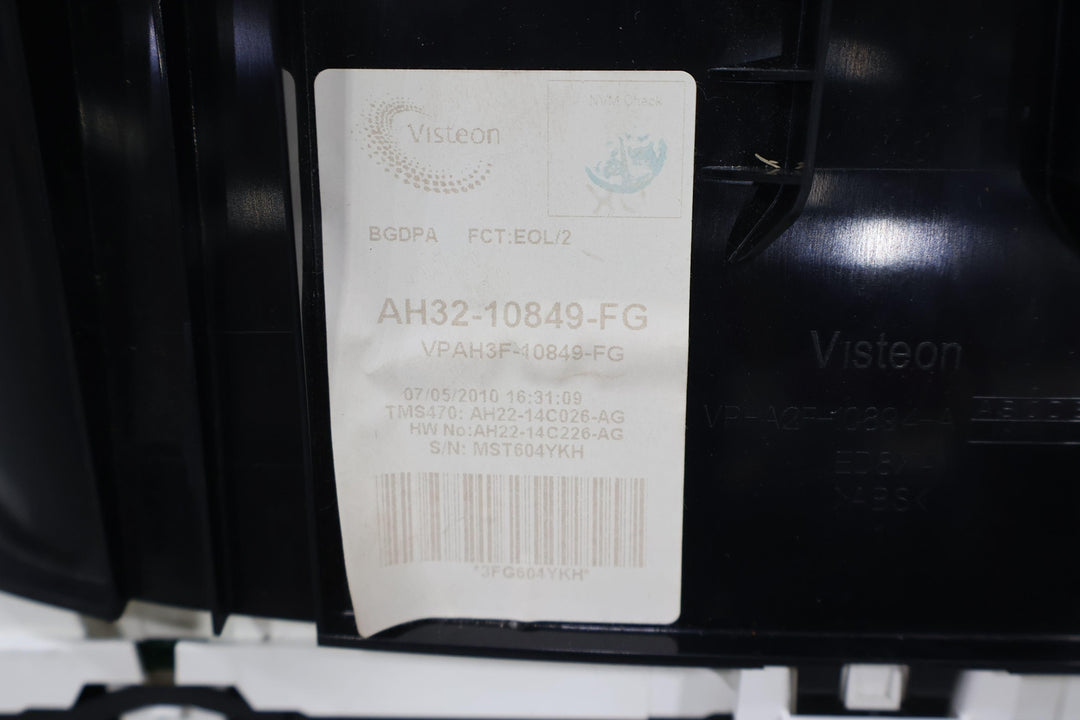 Visteon
NVM Check
BGDPA FCT:EOL/2
AH32-10849-FG
VPAH3F-10849-FG
07/05/2010 16:31:09
TMS470: AH22-14C026-AG
HW No:AH22-14C226-AG
S/N: MST604YKH
*3FG604YKH*
Visteon
>ABS<